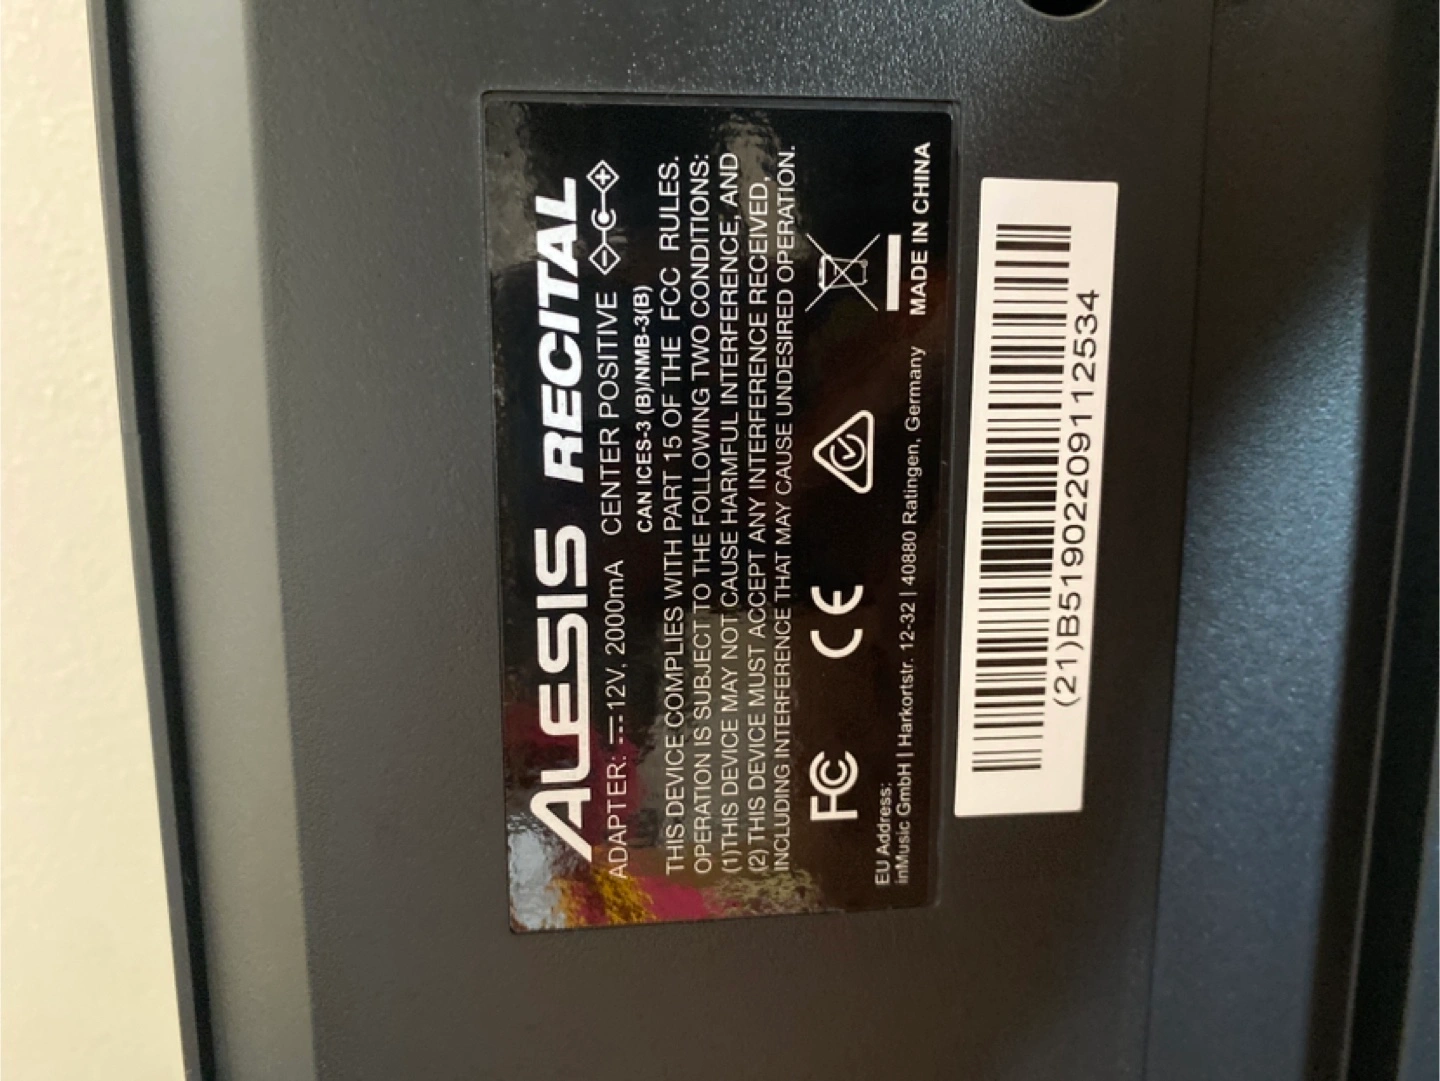 ALESIS RECITAL
ADAPTER: 12V, 2000mA CENTER POSITIVE - C +
CAN ICES-3 (B)/NMB-3(B)
THIS DEVICE COMPLIES WITH PART 15 OF THE FCC RULES.
OPERATION IS SUBJECT TO THE FOLLOWING TWO CONDITIONS:
(1)THIS DEVICE MAY NOT CAUSE HARMFUL INTERFERENCE, AND
(2) THIS DEVICE MUST ACCEPT ANY INTERFERENCE RECEIVED,
INCLUDING INTERFERENCE THAT MAY CAUSE UNDESIRED OPERATION.
FC CE
EU Address:
inMusic GmbH | Harkortstr. 12-32 | 40880 Ratingen, Germany MADE IN CHINA
(21)B51902209112534